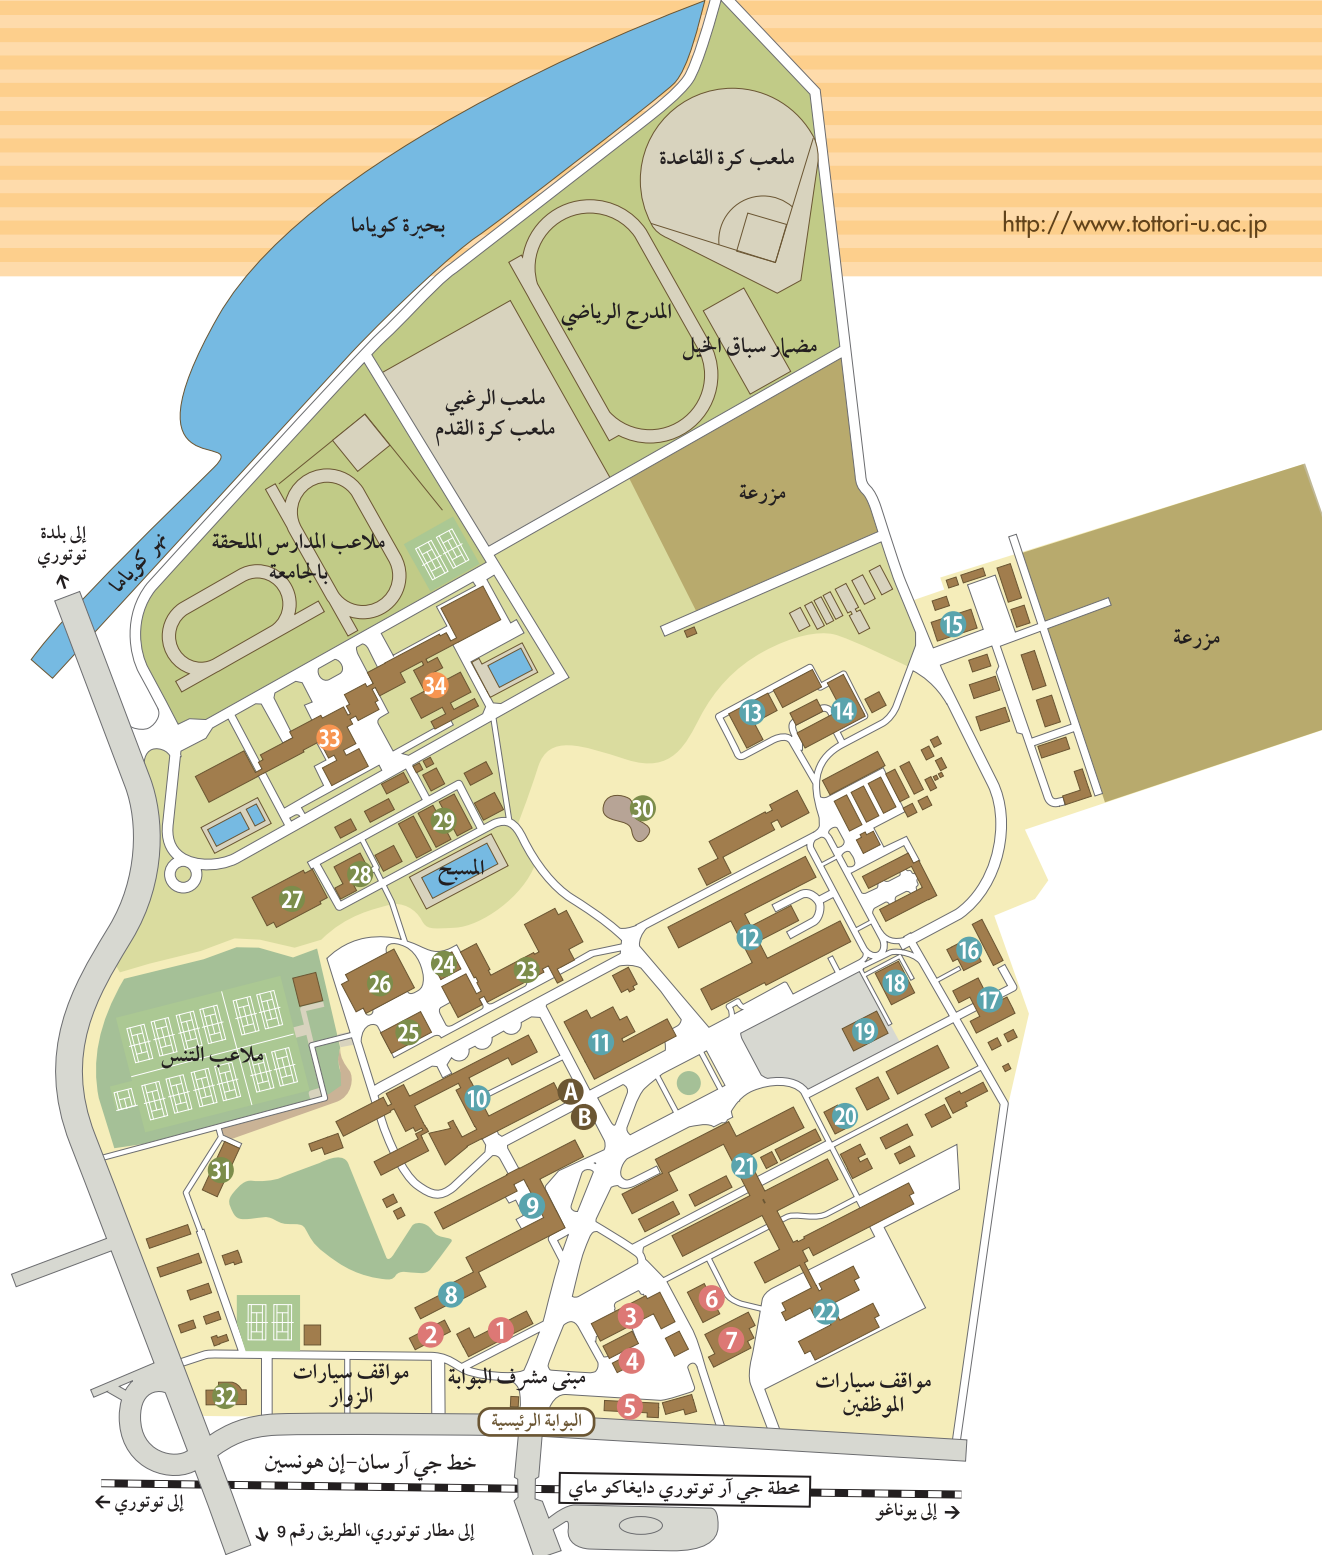 ملعب كرة القاعدة
http://www.tottori-u.ac.jp
بحيرة كوياما
المدرج الرياضي
مضمار سباق الخيل
ملعب الرغبي
ملعب كرة القدم
مزرعة
إلى بلدة
توتوري
نهر كوياما
ملاعب المدارس الملحقة
بالجامعة
مزرعة
15
34
33
13
14
30
29
المسبح
28
27
12
16
24
23
26
18
17
25
19
11
ملاعب التنس
10
A
B
20
31
21
9
8
6
22
3
1
2
7
4
مواقف سيارات
الزوار
مبنى مشرف البوابة
مواقف سيارات
الموظفين
32
5
البوابة الرئيسية
خط جي آر سان-إن هونسين
محطة جي آر توتوري دايغاكو ماي
← إلى توتوري
إلى يوناغو →
إلى مطار توتوري، الطريق رقم 9